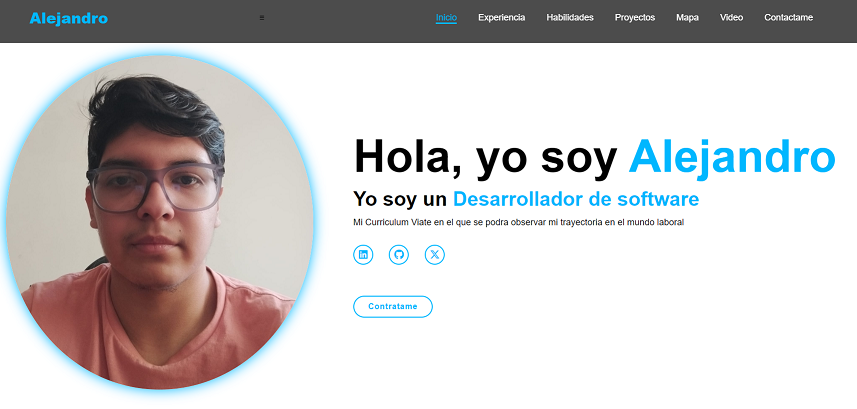 Alejandro
Inicio Experiencia Habilidades Proyectos Mapa Video Contactame
Hola, yo soy Alejandro
Yo soy un Desarrollador de software
Mi Curriculum Viate en el que se podra observar mi trayectoria en el mundo laboral
Contratame